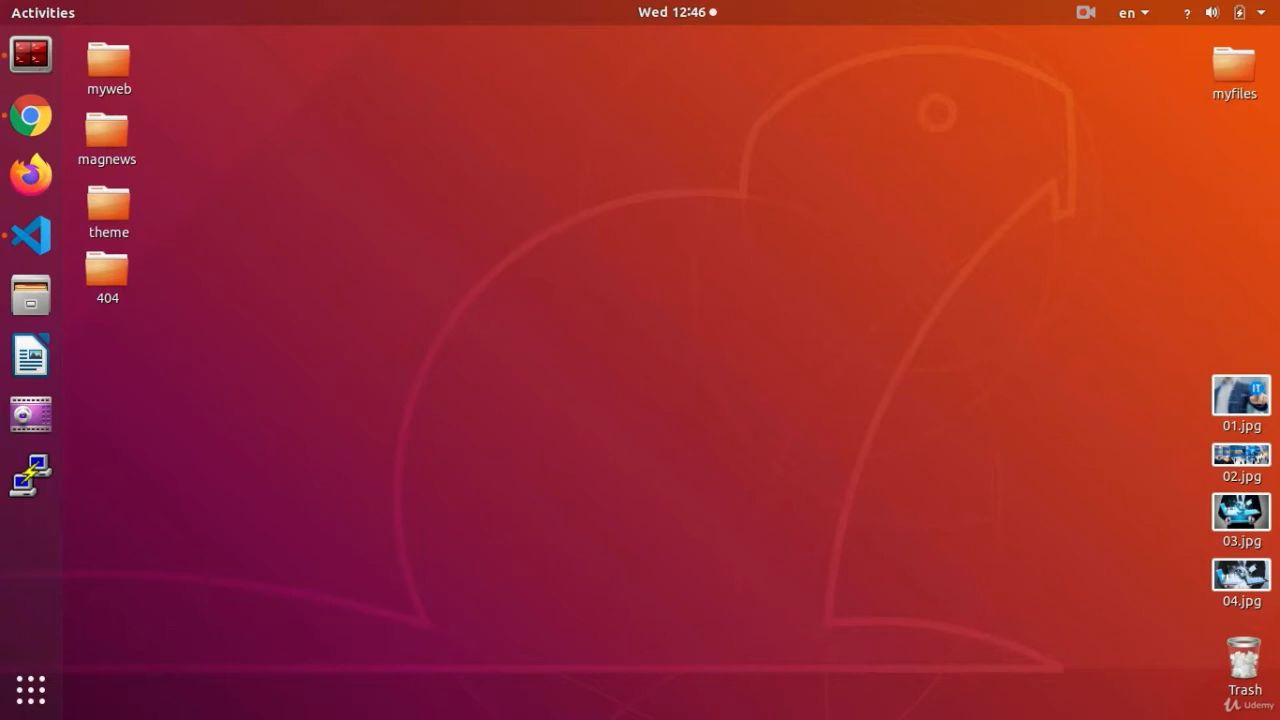 Activities
Wed 12:46
en
?
myweb
magnews
theme
404
myfiles
IT
01.jpg
02.jpg
03.jpg
04.jpg
Trash
Udemy